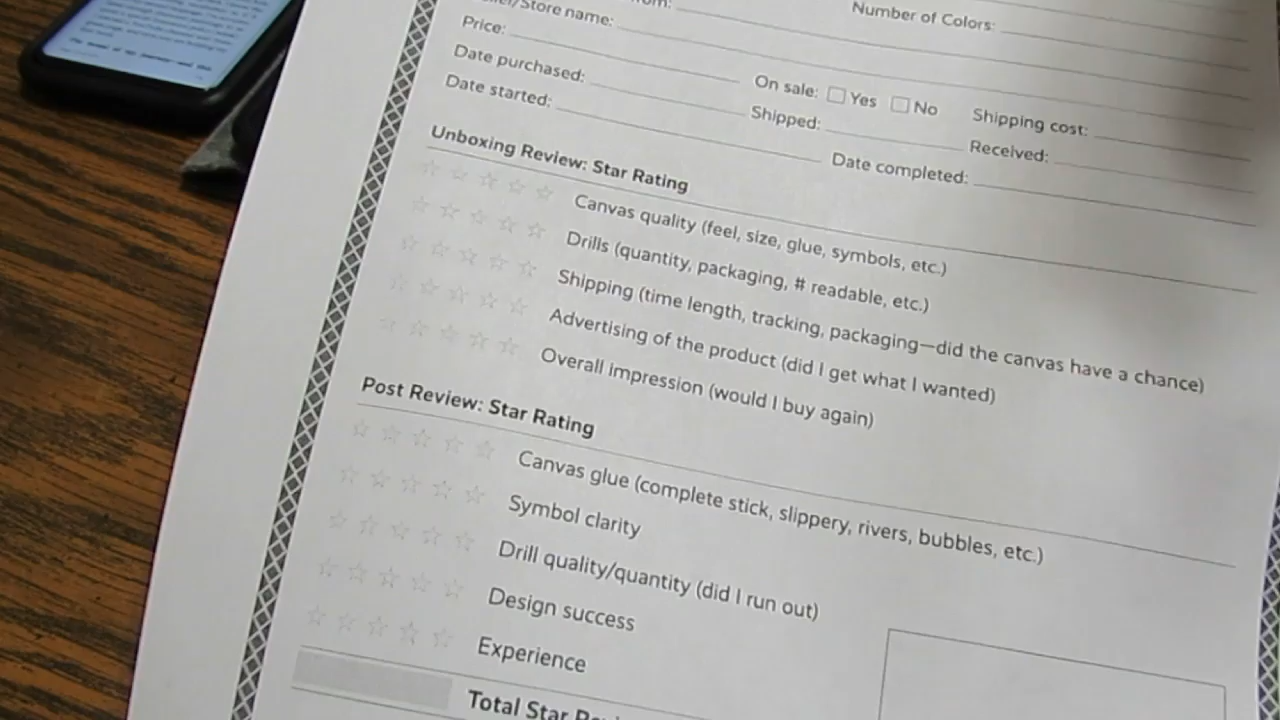 Number of Colors:
/Store name:
Price:
On sale: Yes No Shipping cost:
Date purchased:
Shipped: Received:
Date started:
Date completed:
Unboxing Review: Star Rating
Canvas quality (feel, size, glue, symbols, etc.)
Drills (quantity, packaging, # readable, etc.)
Shipping (time length, tracking, packaging—did the canvas have a chance)
Advertising of the product (did I get what I wanted)
Overall impression (would I buy again)
Post Review: Star Rating
Canvas glue (complete stick, slippery, rivers, bubbles, etc.)
Symbol clarity
Drill quality/quantity (did I run out)
Design success
Experience
Total Star